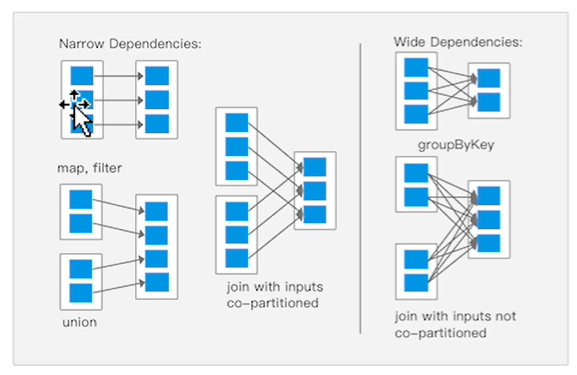 Narrow Dependencies:
map, filter
union
join with inputs
co-partitioned
Wide Dependencies:
groupByKey
join with inputs not
co-partitioned